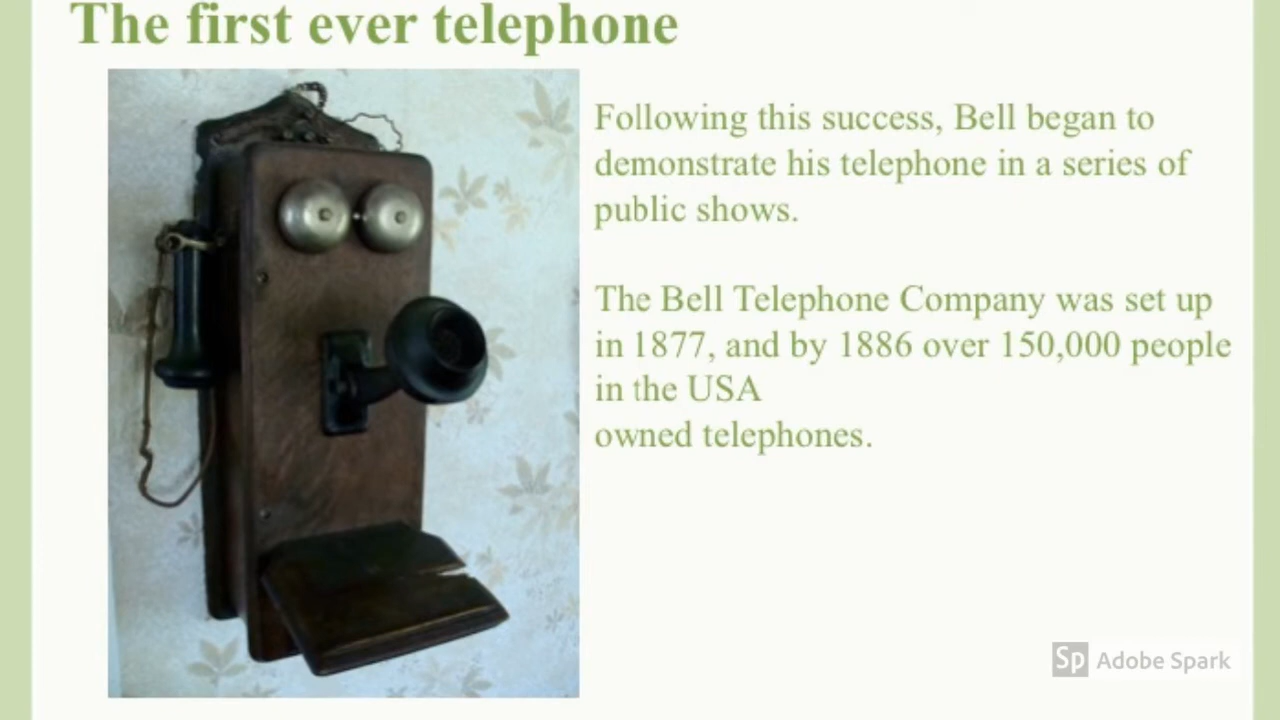 The first ever telephone
Following this success, Bell began to
demonstrate his telephone in a series of
public shows.
The Bell Telephone Company was set up
in 1877, and by 1886 over 150,000 people
in the USA
owned telephones.
Sp Adobe Spark